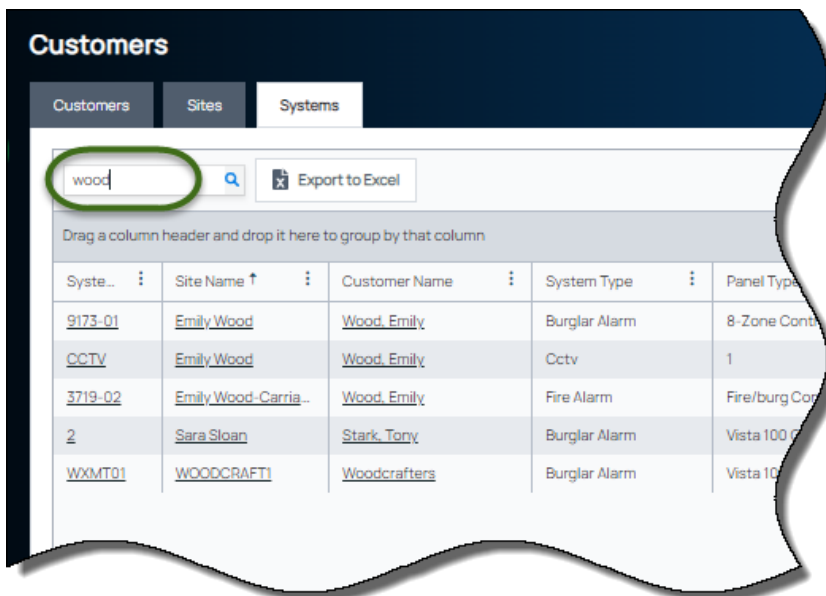 Customers
Customers Sites Systems
wood Export to Excel
Drag a column header and drop it here to group by that column
Syste... Site Name ↑ Customer Name System Type Panel Type
9173-01 Emily Wood Wood, Emily Burglar Alarm 8-Zone
CCTV Emily Wood Wood, Emily Cctv 1
3719-02 Emily Wood-Carria... Wood, Emily Fire Alarm Fire/burg
2 Sara Sloan Stark, Tony Burglar Alarm Vista 100
WXMT01 WOODCRAFT1 Woodcrafters Burglar Alarm Vista